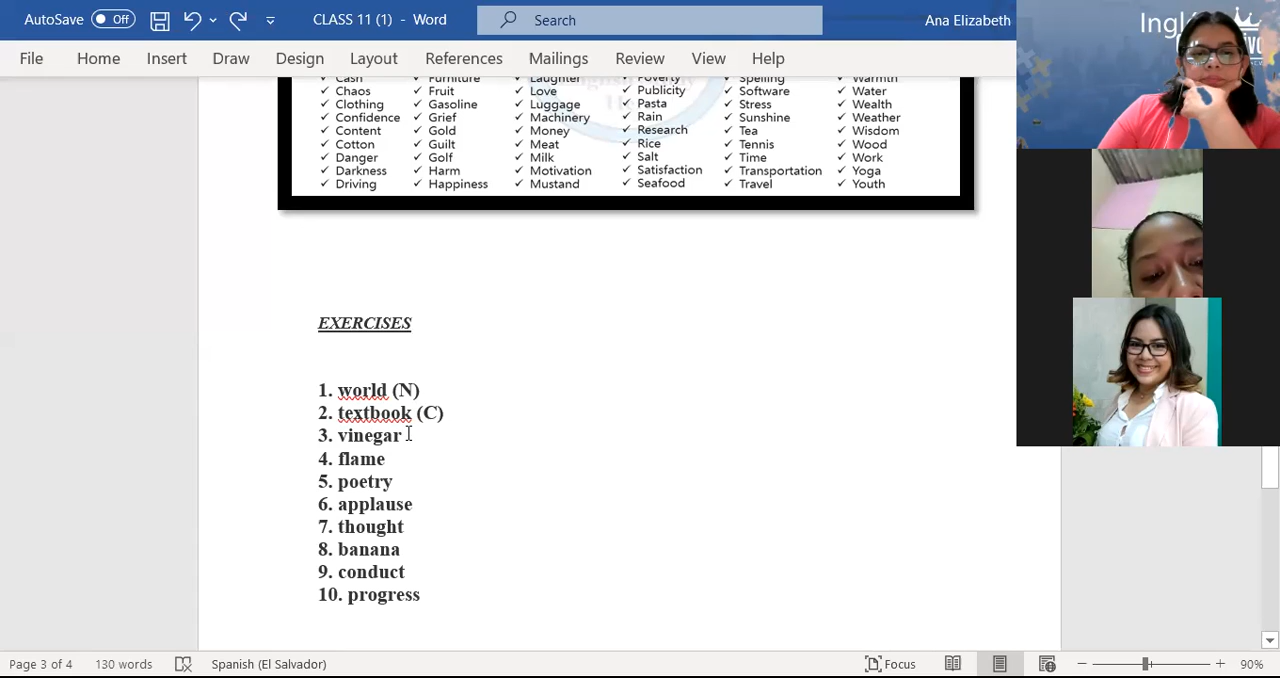 AutoSave Off CLASS 11 (1) - Word Search Ana Elizabeth
File Home Insert Draw Design Layout References Mailings Review View Help
✓ Cash ✓ Furniture ✓ Laughter ✓ Poverty ✓ Spelling ✓ Warmth
✓ Chaos ✓ Fruit ✓ Love ✓ Publicity ✓ Software ✓ Water
✓ Clothing ✓ Gasoline ✓ Luggage ✓ Pasta ✓ Stress ✓ Wealth
✓ Confidence ✓ Grief ✓ Machinery ✓ Rain ✓ Sunshine ✓ Weather
✓ Content ✓ Gold ✓ Money ✓ Research ✓ Tea ✓ Wisdom
✓ Cotton ✓ Guilt ✓ Meat ✓ Rice ✓ Tennis ✓ Wood
✓ Danger ✓ Golf ✓ Milk ✓ Salt ✓ Time ✓ Work
✓ Darkness ✓ Harm ✓ Motivation ✓ Satisfaction ✓ Transportation ✓ Yoga
✓ Driving ✓ Happiness ✓ Mustand ✓ Seafood ✓ Travel ✓ Youth
EXERCISES
1. world (N)
2. textbook (C)
3. vinegar
4. flame
5. poetry
6. applause
7. thought
8. banana
9. conduct
10. progress
Page 3 of 4 130 words Spanish (El Salvador) Focus 90%